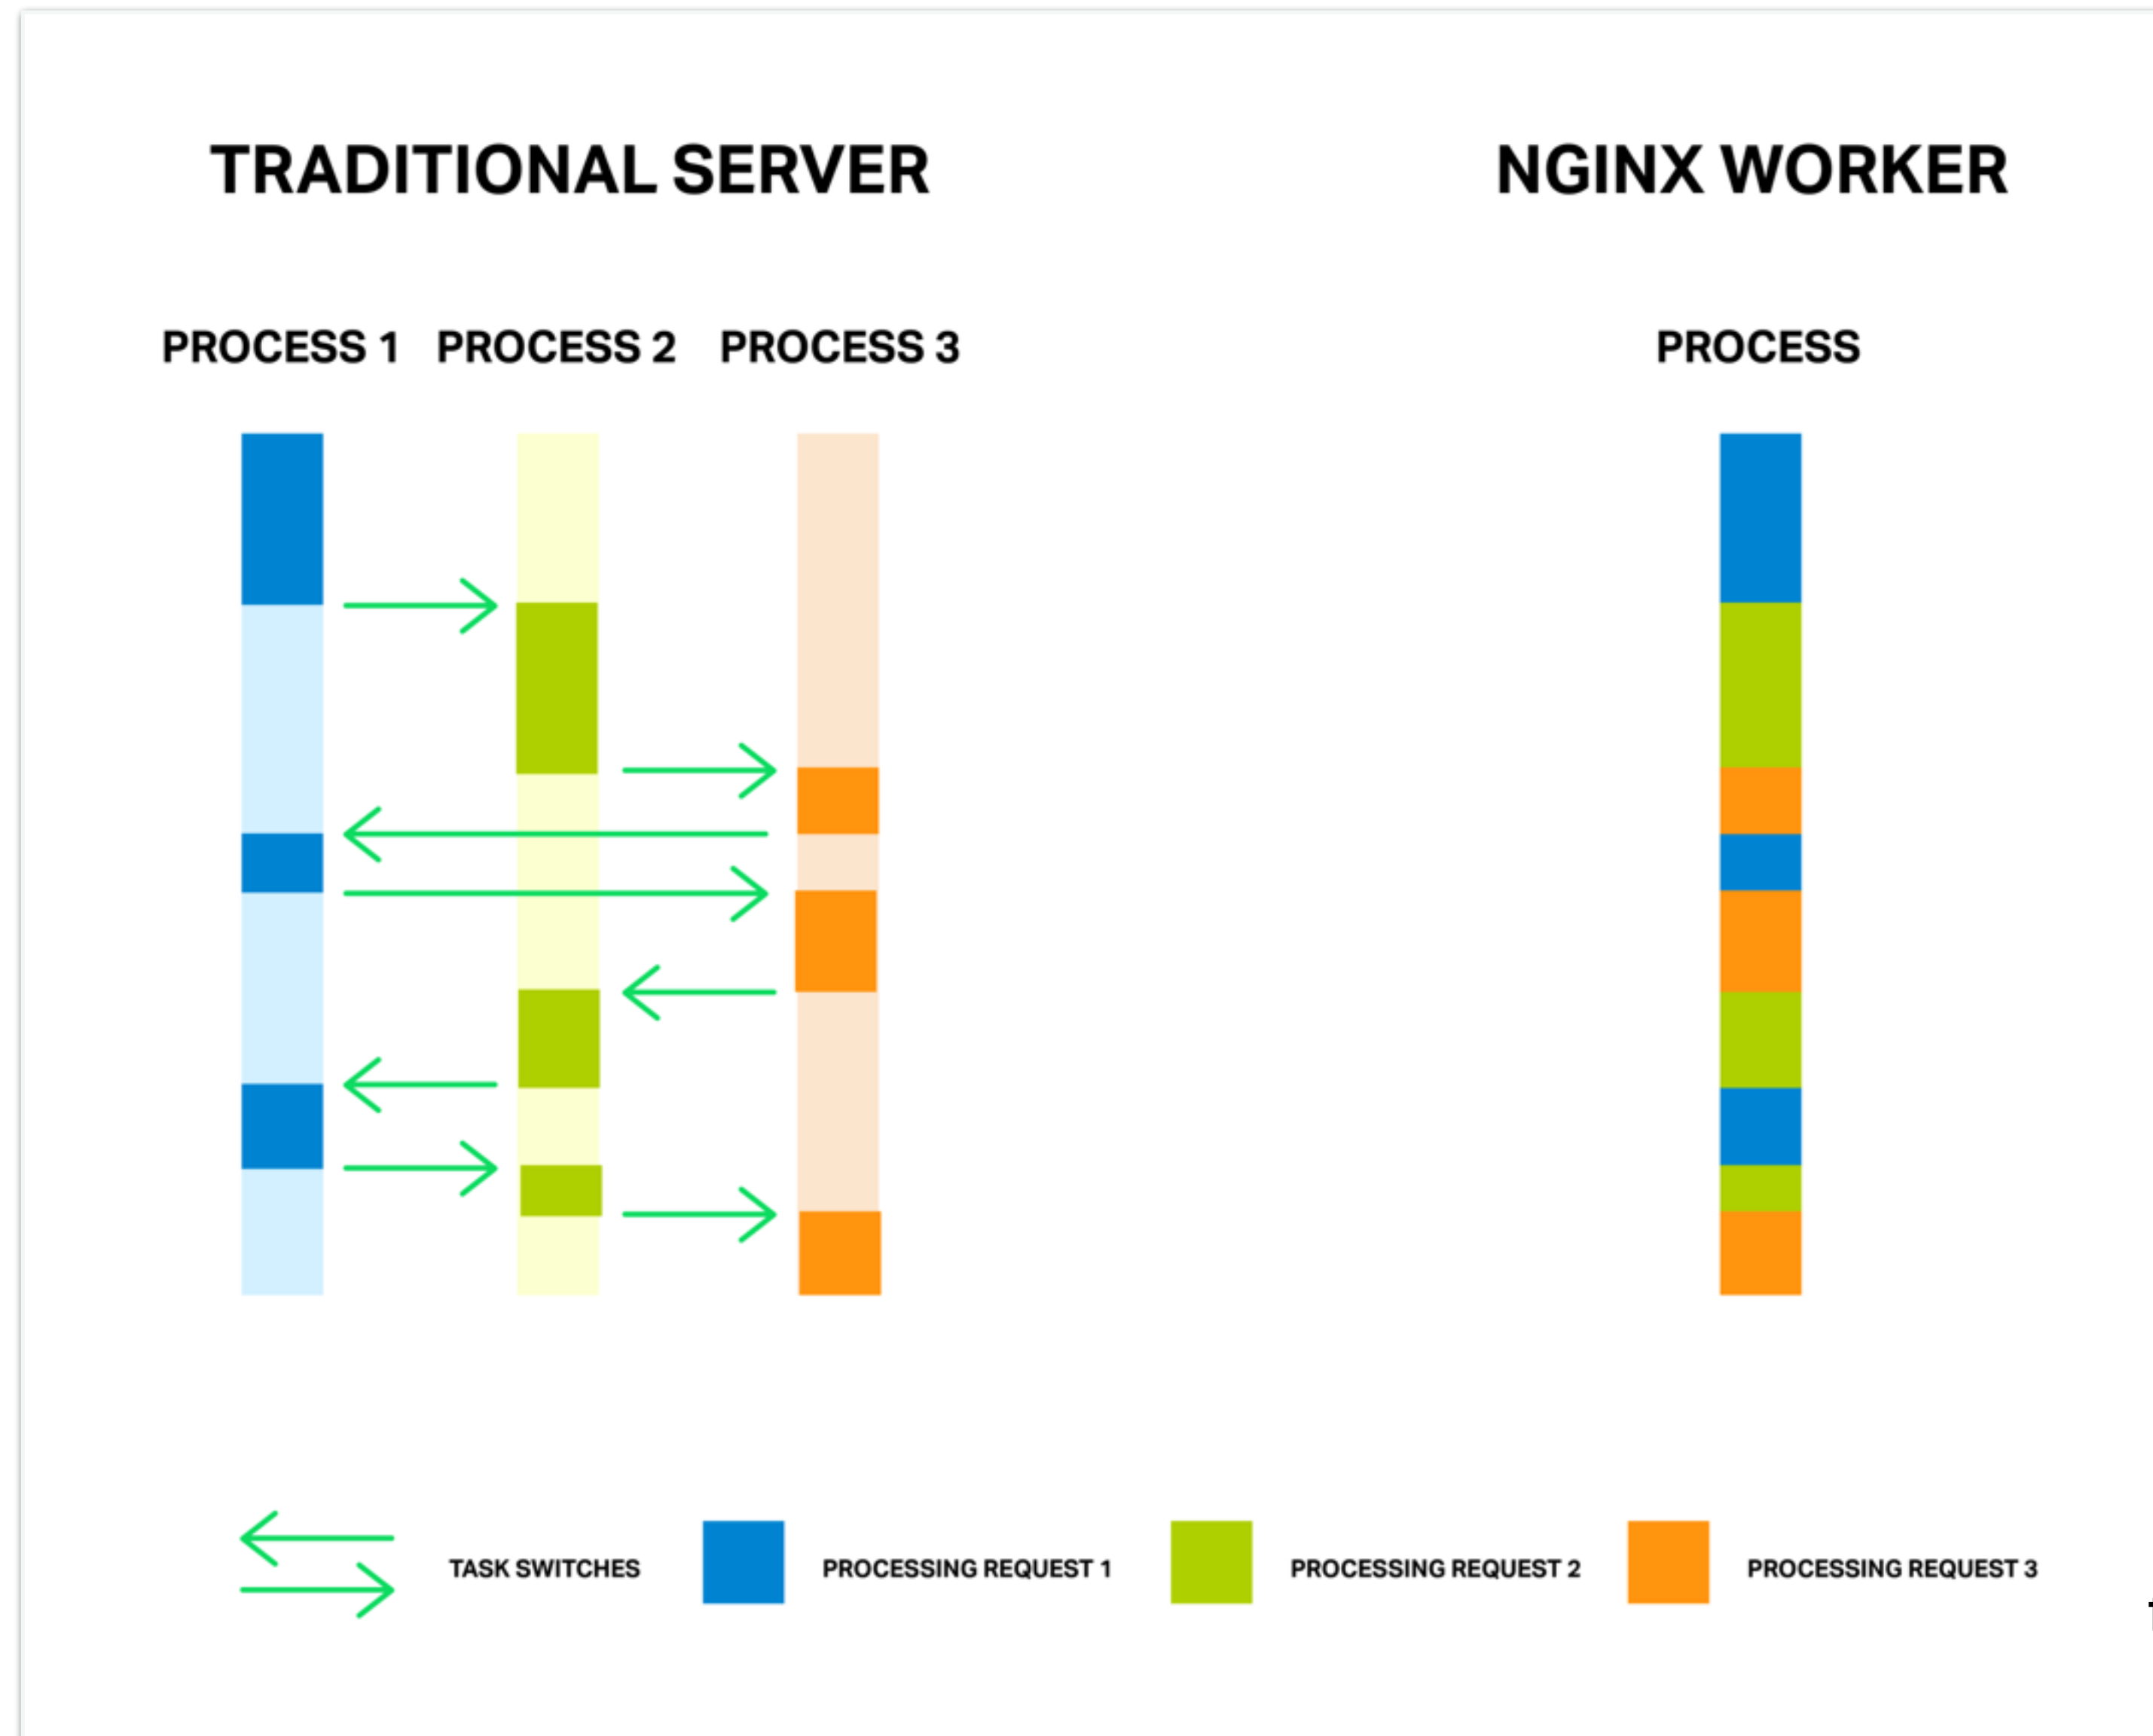 TRADITIONAL SERVER
NGINX WORKER
PROCESS 1
PROCESS 2
PROCESS 3
PROCESS
TASK SWITCHES
PROCESSING REQUEST 1
PROCESSING REQUEST 2
PROCESSING REQUEST 3